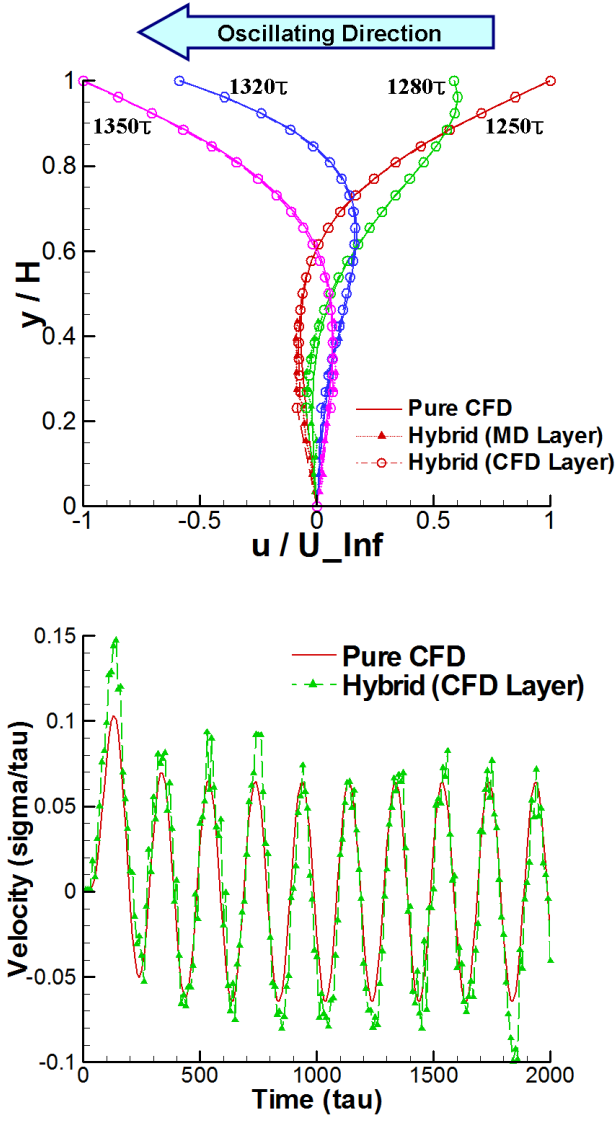 Oscillating Direction
1
1320τ
1280τ
1350τ
1250τ
0.8
0.6
y / H
0.4
0.2
Pure CFD
Hybrid (MD Layer)
Hybrid (CFD Layer)
0
-1
-0.5
0
0.5
1
u / U_Inf
0.15
Pure CFD
Hybrid (CFD Layer)
0.1
0.05
Velocity (sigma/tau)
0
-0.05
-0.1
0
500
1000
1500
2000
Time (tau)